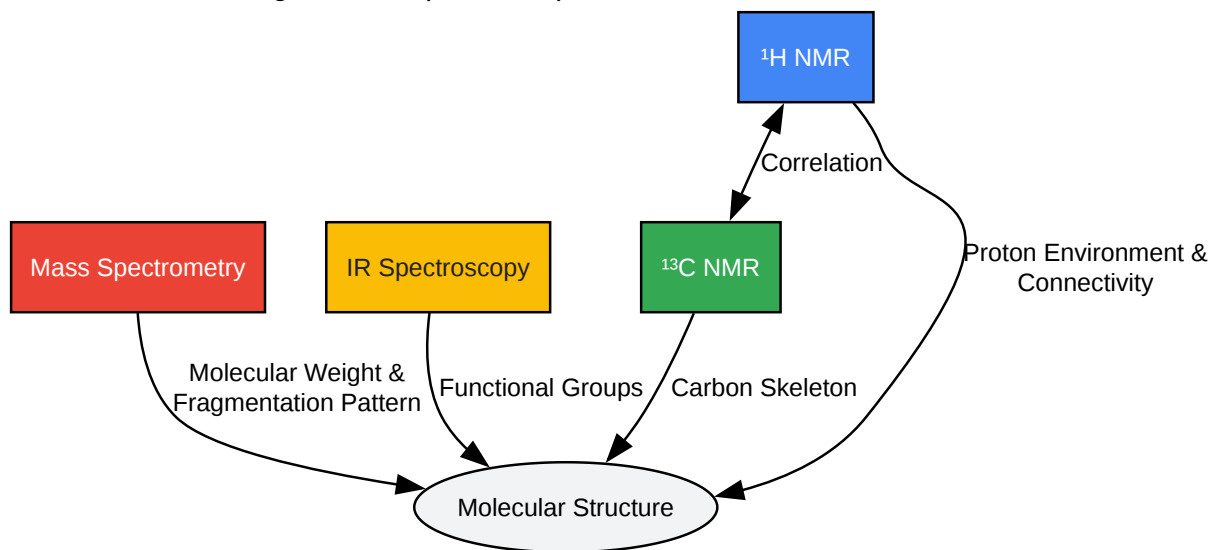 ¹H NMR
Correlation
Mass Spectrometry
IR Spectroscopy
¹³C NMR
Proton Environment &
Connectivity
Molecular Weight &
Fragmentation Pattern
Functional Groups
Carbon Skeleton
Molecular Structure